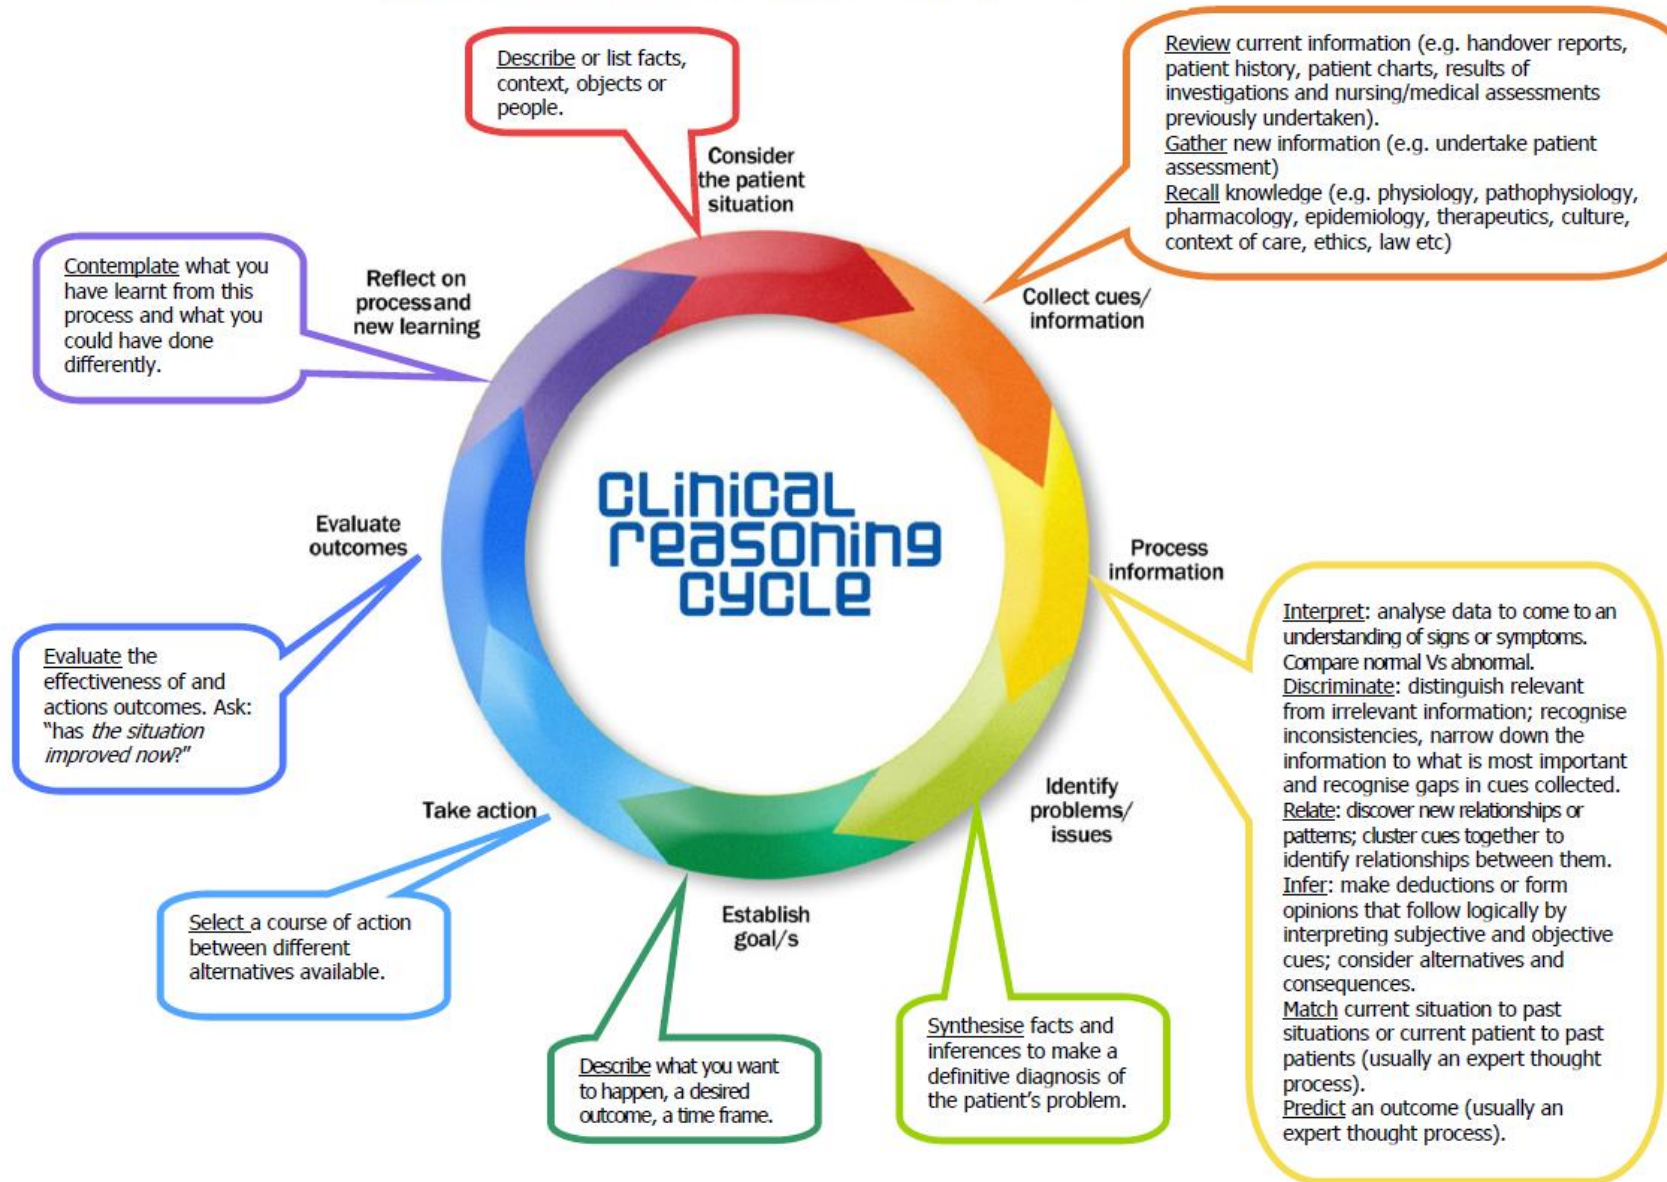 Describe or list facts,
context, objects or
people.
Consider
the patient
situation
Review current information (e.g. handover reports,
patient history, patient charts, results of
investigations and nursing/medical assessments
previously undertaken).
Gather new information (e.g. undertake patient
assessment)
Recall knowledge (e.g. physiology, pathophysiology,
pharmacology, epidemiology, therapeutics, culture,
context of care, ethics, law etc)
Collect cues/
information
Process
information
Interpret: analyse data to come to an
understanding of signs or symptoms.
Compare normal Vs abnormal.
Discriminate: distinguish relevant
from irrelevant information; recognise
inconsistencies, narrow down the
information to what is most important
and recognise gaps in cues collected.
Relate: discover new relationships or
patterns; cluster cues together to
identify relationships between them.
Infer: make deductions or form
opinions that follow logically by
interpreting subjective and objective
cues; consider alternatives and
consequences.
Match current situation to past
situations or current patient to past
patients (usually an expert thought
process).
Predict an outcome (usually an
expert thought process).
Identify
problems/
issues
Synthesise facts and
inferences to make a
definitive diagnosis of
the patient's problem.
Establish
goal/s
Describe what you want
to happen, a desired
outcome, a time frame.
Take action
Select a course of action
between different
alternatives available.
Evaluate
outcomes
Evaluate the
effectiveness of and
actions outcomes. Ask:
"has the situation
improved now?"
Reflect on
process and
new learning
Contemplate what you
have learnt from this
process and what you
could have done
differently.
CLiniCaL
reasoning
CYCLe